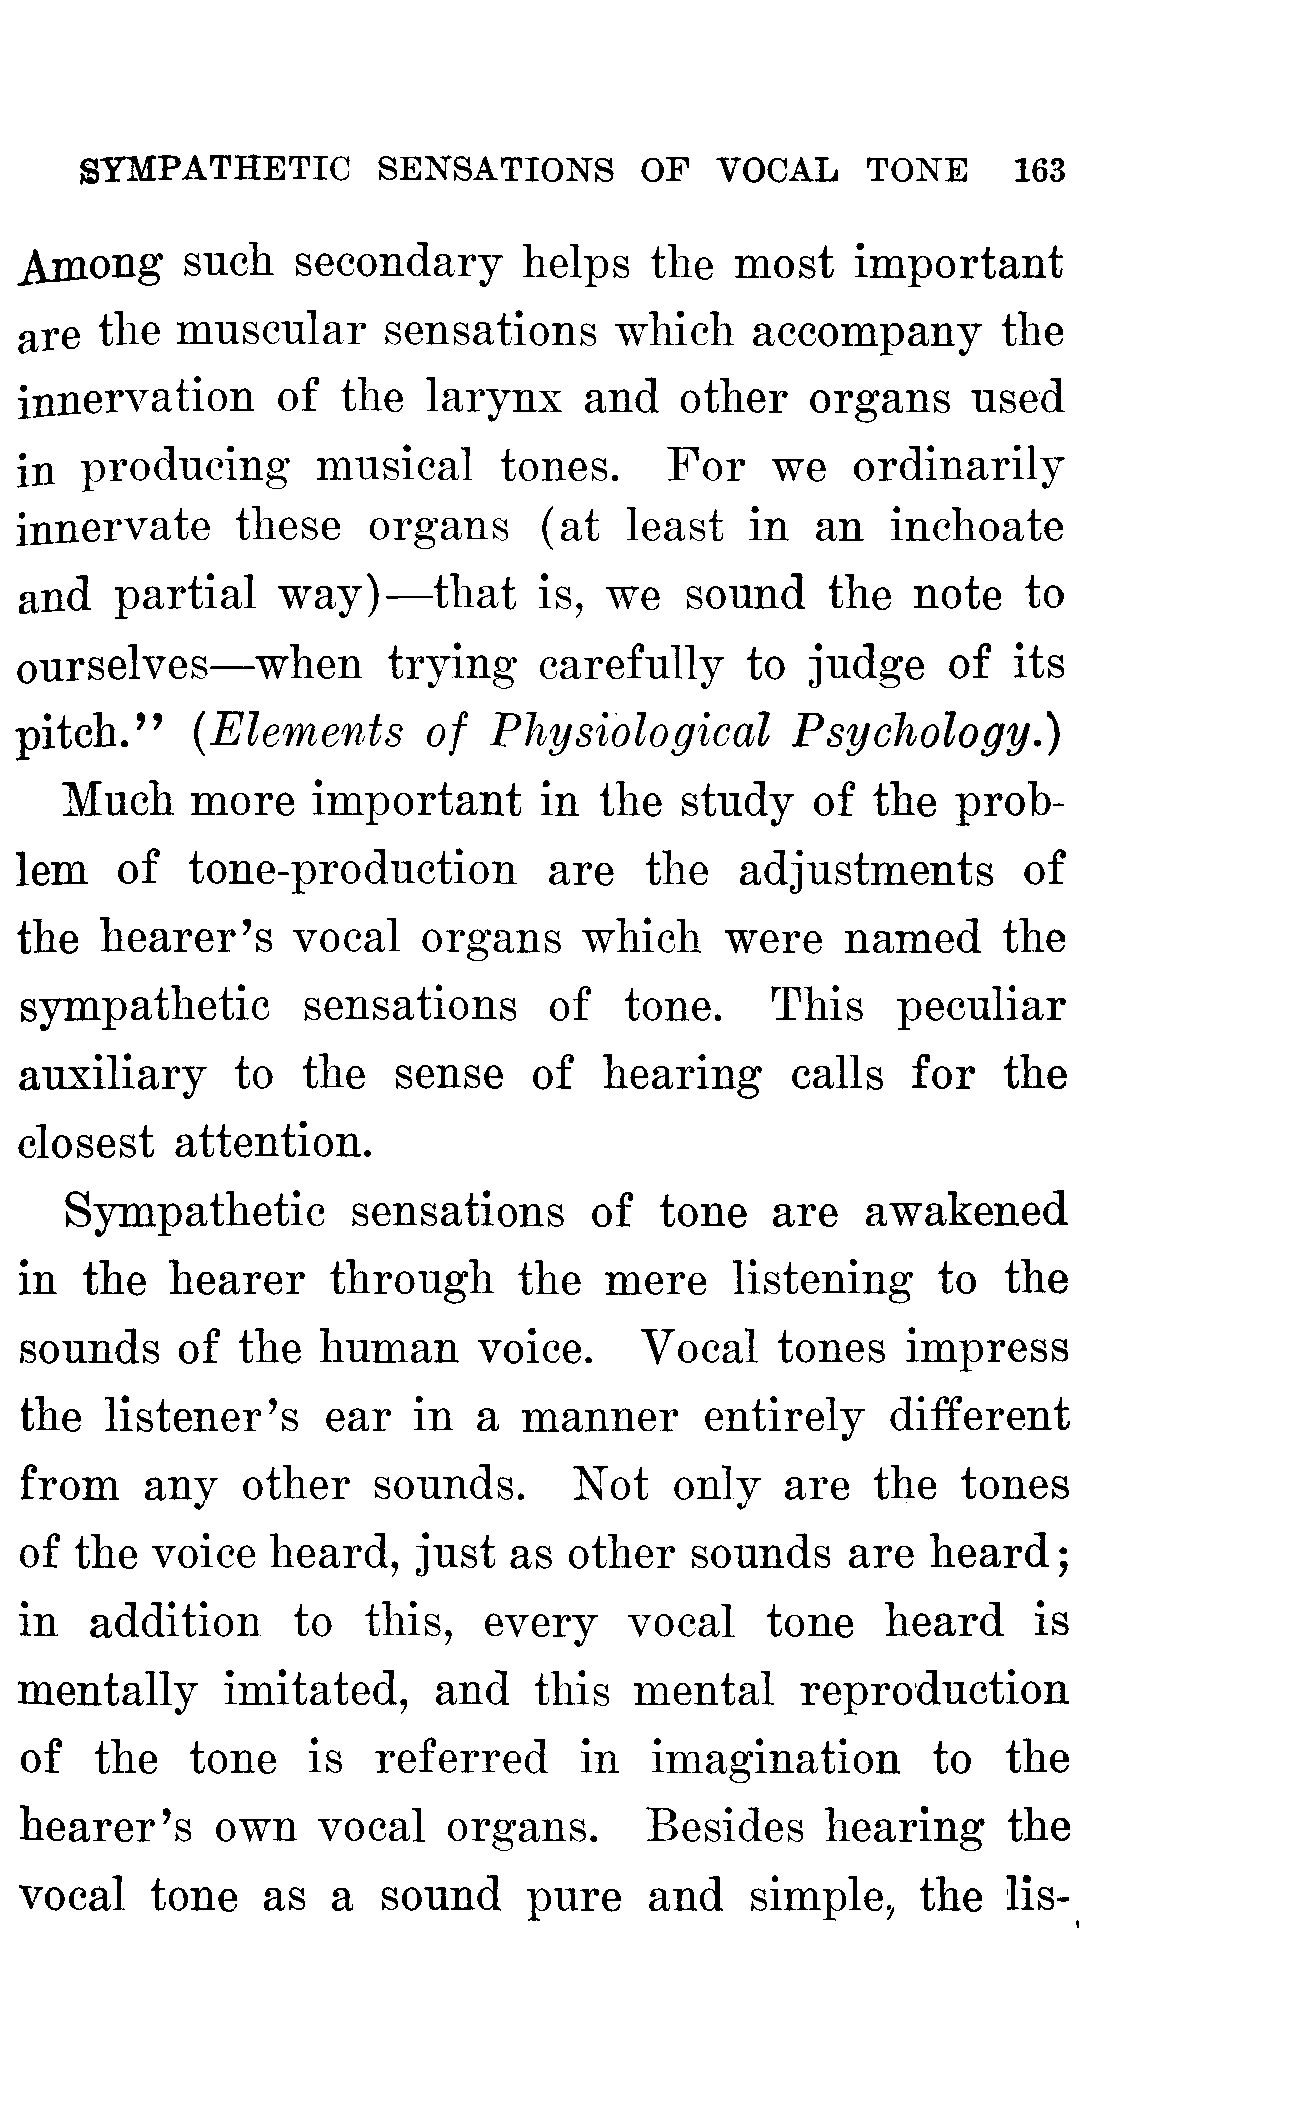 SYMPATHETIC SENSATIONS OF VOCAL TONE 163
Among such secondary helps the most important
are the muscular sensations which accompany the
innervation of the larynx and other organs used
in producing musical tones. For we ordinarily
innervate these organs (at least in an inchoate
and partial way)—that is, we sound the note to
ourselves—when trying carefully to judge of its
pitch.” (Elements of Physiological Psychology.)
Much more important in the study of the prob-
lem of tone-production are the adjustments of
the hearer’s vocal organs which were named the
sympathetic sensations of tone. This peculiar
auxiliary to the sense of hearing calls for the
closest attention.
Sympathetic sensations of tone are awakened
in the hearer through the mere listening to the
sounds of the human voice. Vocal tones impress
the listener’s ear in a manner entirely different
from any other sounds. Not only are the tones
of the voice heard, just as other sounds are heard;
in addition to this, every vocal tone heard is
mentally imitated, and this mental reproduction
of the tone is referred in imagination to the
hearer’s own vocal organs. Besides hearing the
vocal tone as a sound pure and simple, the lis-